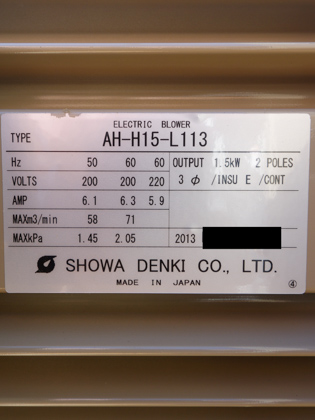 ELECTRIC BLOWER
TYPE AH-H15-L113
Hz 50 60 60 OUTPUT 1.5kW 2 POLES
VOLTS 200 200 220 3 φ /INSU E /CONT
AMP 6.1 6.3 5.9
MAXm3/min 58 71
MAXkPa 1.45 2.05 2013
SHOWA DENKI CO., LTD.
MADE IN JAPAN ④